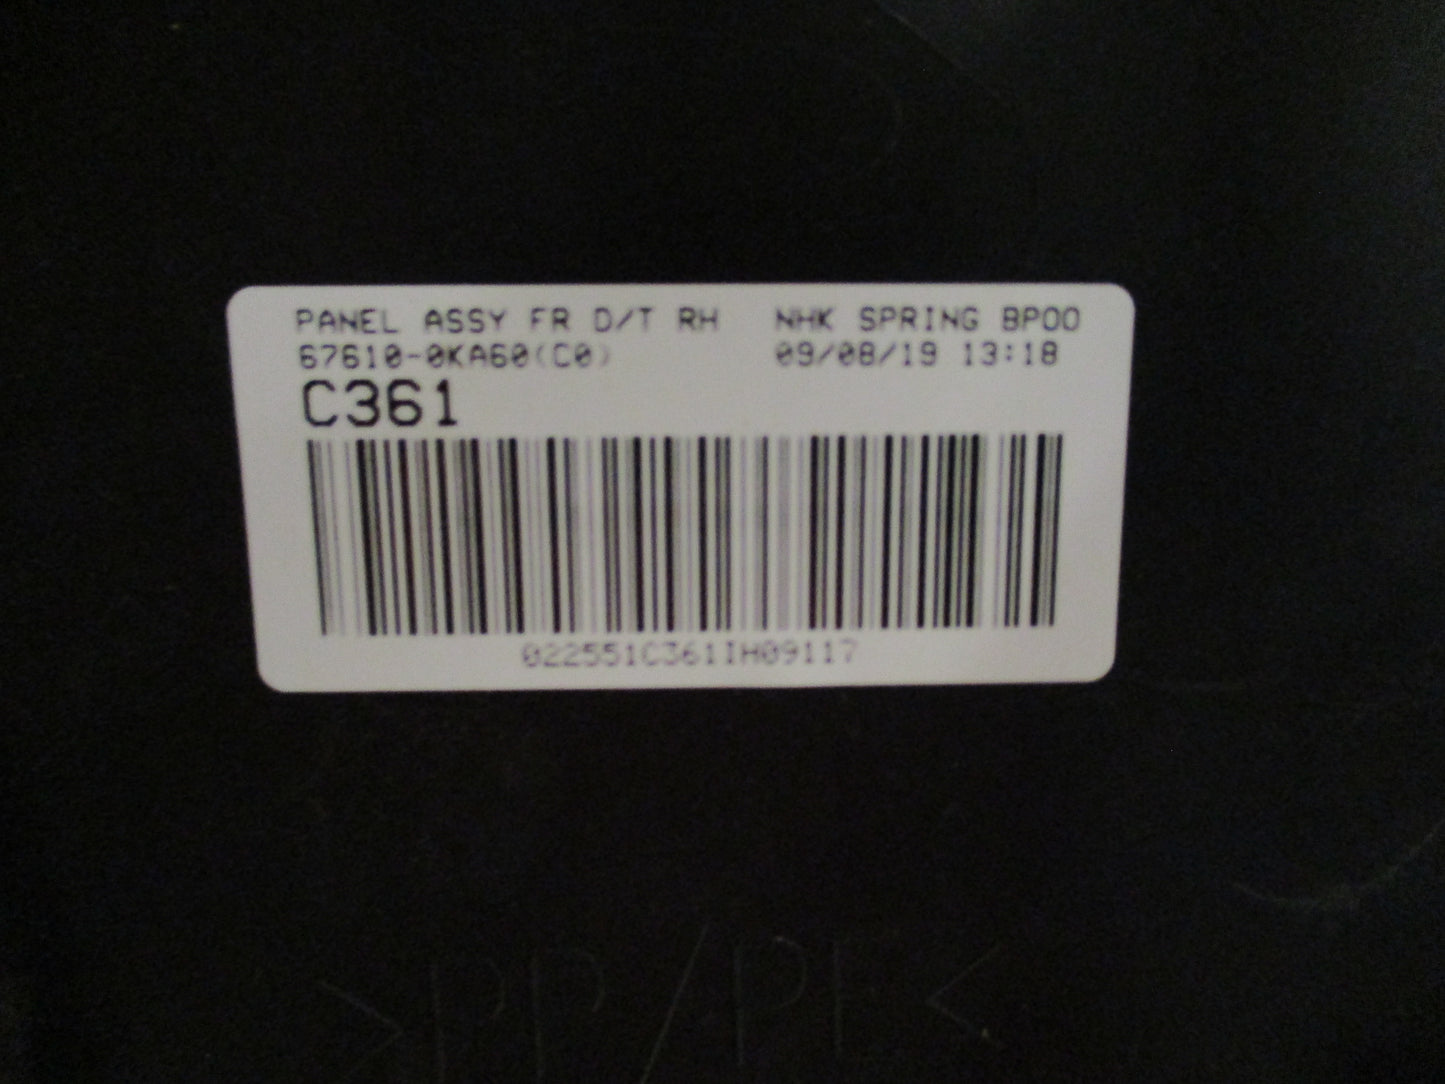 PANEL ASSY FR D/T RH NHK SPRING BPOO
67610-0KA60(C0) 09/08/19 13:18
C361
022551C361IH09117
>PP/PE<